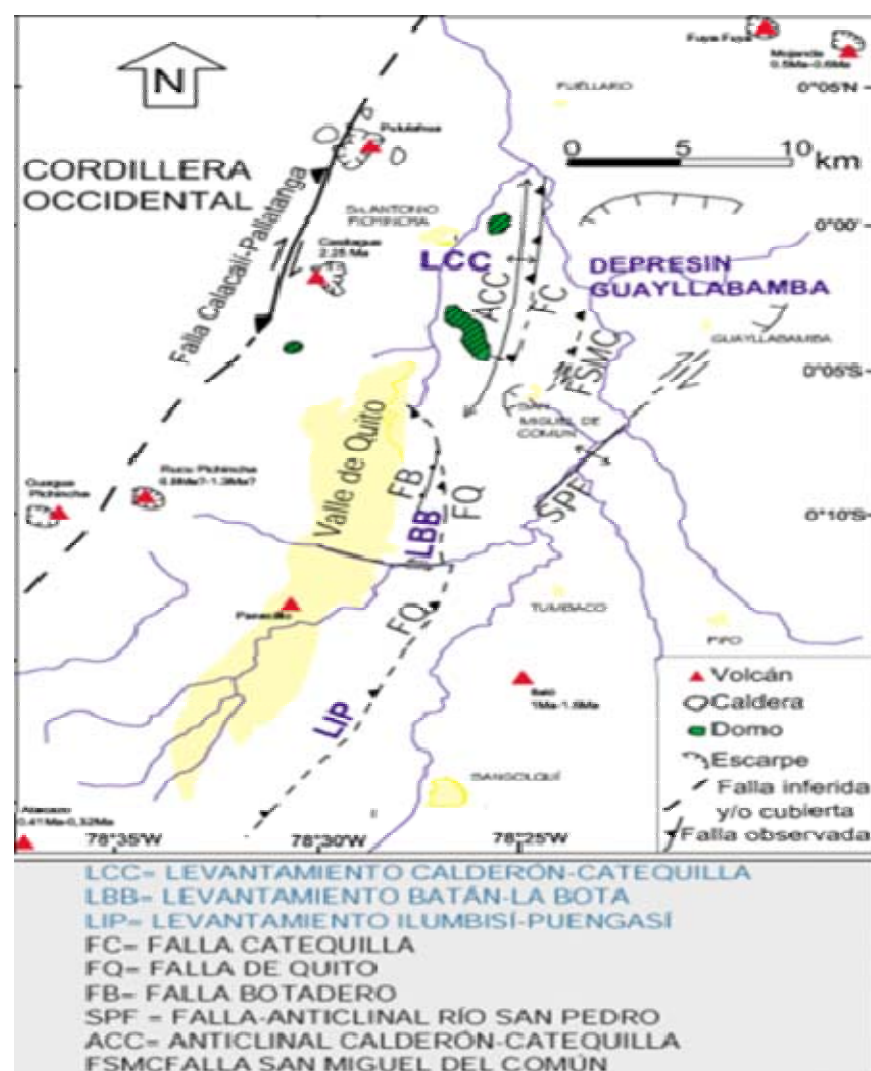 Fuya Fuya
Mojanda
0.5Ma-0.6Ma
0°05'N
N
PUÉLLARO
Pululahua
0 5 10 km
CORDILLERA
OCCIDENTAL
Falla Calacalí-Pallatanga
SAN ANTONIO
PICHINCHA
0°00'
Casitagua
2.25 Ma
LCC
ACC
FC
DEPRESIN
GUAYLLABAMBA
GUAYLLABAMBA
FSMC
0°05'S
SAN
MIGUEL DE
COMÚN
Valle de Quito
FB
FQ
LBB
SPF
Guagua
Pichincha
Rucu Pichincha
0°10'S
FQ
TUMBACO
PIFO
Panecillo
LIP
Ilaló
SANGOLQUÍ
Atacazo
78°35'W
78°30'W
78°25'W
Volcán
Caldera
Domo
Escarpe
Falla inferida
y/o cubierta
Falla observada
LCC= LEVANTAMIENTO CALDERÓN-CATEQUILLA
LBB= LEVANTAMIENTO BATÁN-LA BOTA
LIP= LEVANTAMIENTO ILUMBISÍ-PUENGASÍ
FC= FALLA CATEQUILLA
FQ= FALLA DE QUITO
FB= FALLA BOTADERO
SPF = FALLA-ANTICLINAL RÍO SAN PEDRO
ACC= ANTICLINAL CALDERÓN-CATEQUILLA
FSMCFALLA SAN MIGUEL DEL COMÚN